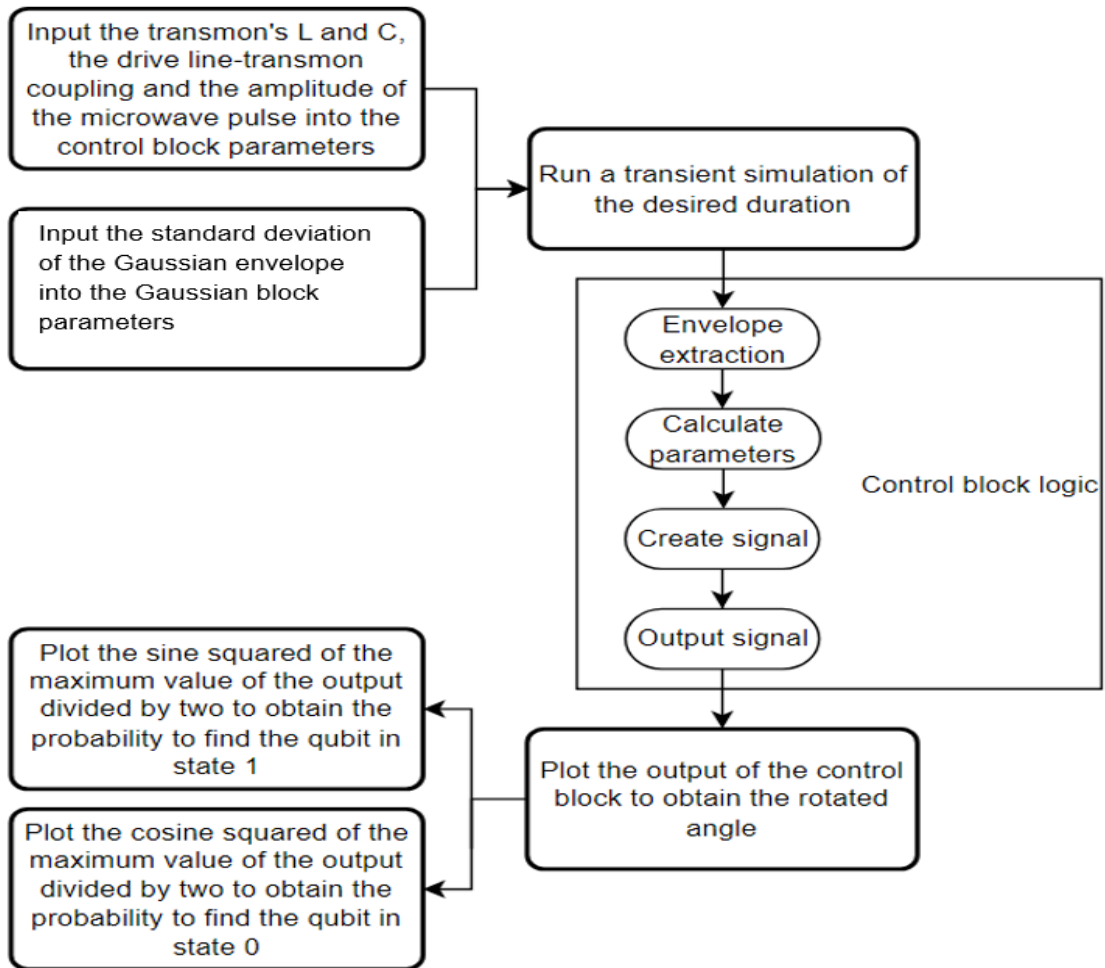 Input the transmon's L and C,
the drive line-transmon
coupling and the amplitude of
the microwave pulse into the
control block parameters
Input the standard deviation
of the Gaussian envelope
into the Gaussian block
parameters
Run a transient simulation of
the desired duration
Envelope
extraction
Calculate
parameters
Create signal
Output signal
Control block logic
Plot the output of the control
block to obtain the rotated
angle
Plot the sine squared of the
maximum value of the output
divided by two to obtain the
probability to find the qubit in
state 1
Plot the cosine squared of the
maximum value of the output
divided by two to obtain the
probability to find the qubit in
state 0